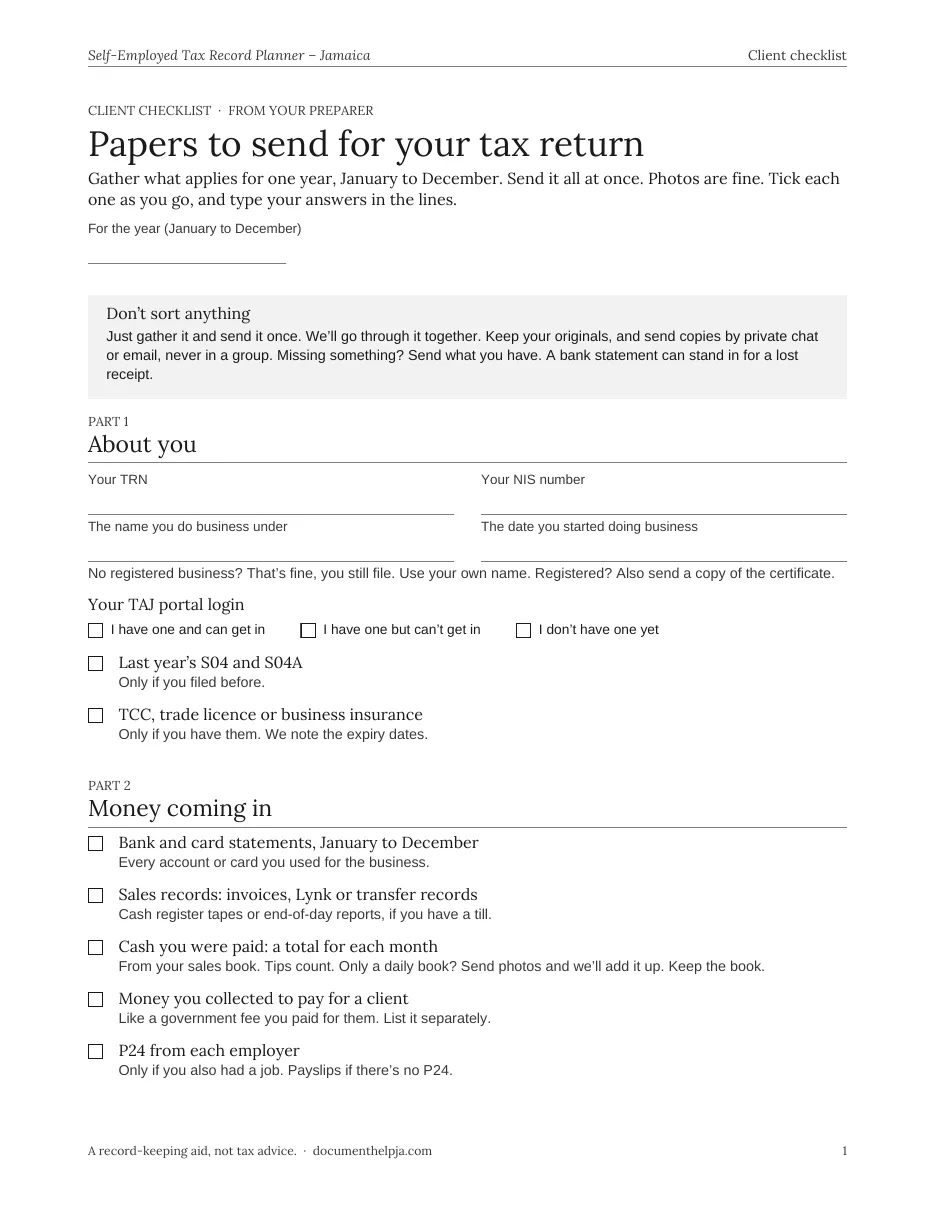 Self-Employed Tax Record Planner – Jamaica
Client checklist
CLIENT CHECKLIST · FROM YOUR PREPARER
Papers to send for your tax return
Gather what applies for one year, January to December. Send it all at once. Photos are fine. Tick each
one as you go, and type your answers in the lines.
For the year (January to December)
Don’t sort anything
Just gather it and send it once. We’ll go through it together. Keep your originals, and send copies by private chat
or email, never in a group. Missing something? Send what you have. A bank statement can stand in for a lost
receipt.
PART 1
About you
Your TRN
Your NIS number
The name you do business under
The date you started doing business
No registered business? That’s fine, you still file. Use your own name. Registered? Also send a copy of the certificate.
Your TAJ portal login
I have one and can get in
I have one but can’t get in
I don’t have one yet
Last year’s S04 and S04A
Only if you filed before.
TCC, trade licence or business insurance
Only if you have them. We note the expiry dates.
PART 2
Money coming in
Bank and card statements, January to December
Every account or card you used for the business.
Sales records: invoices, Lynk or transfer records
Cash register tapes or end-of-day reports, if you have a till.
Cash you were paid: a total for each month
From your sales book. Tips count. Only a daily book? Send photos and we’ll add it up. Keep the book.
Money you collected to pay for a client
Like a government fee you paid for them. List it separately.
P24 from each employer
Only if you also had a job. Payslips if there’s no P24.
A record-keeping aid, not tax advice. · documenthelpja.com
1